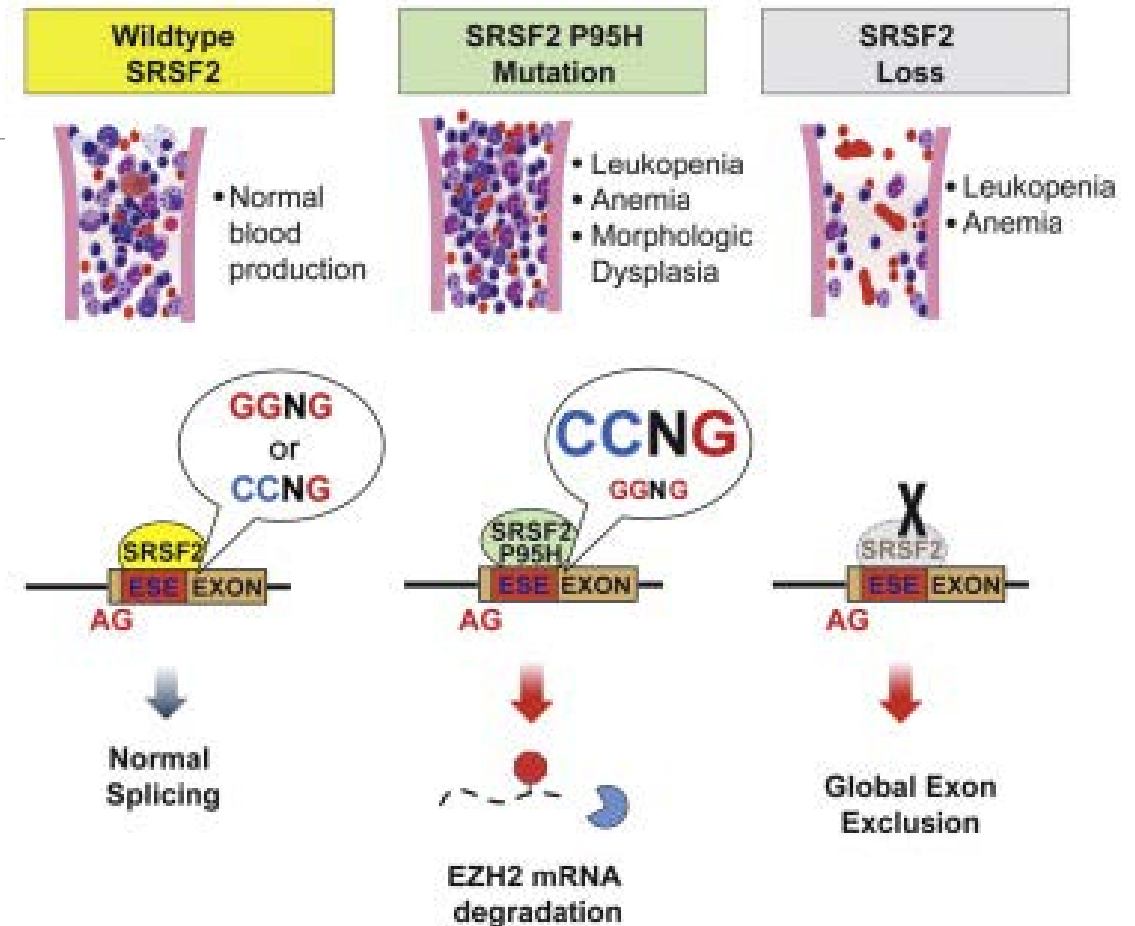 Wildtype
SRSF2
• Normal
blood
production
GGNG
or
CCNG
SRSF2
ESE EXON
AG
Normal
Splicing
SRSF2 P95H
Mutation
• Leukopenia
• Anemia
• Morphologic
Dysplasia
CCNG
GGNG
SRSF2
P95H
ESE EXON
AG
EZH2 mRNA
degradation
SRSF2
Loss
• Leukopenia
• Anemia
X
SRSF2
ESE EXON
AG
Global Exon
Exclusion